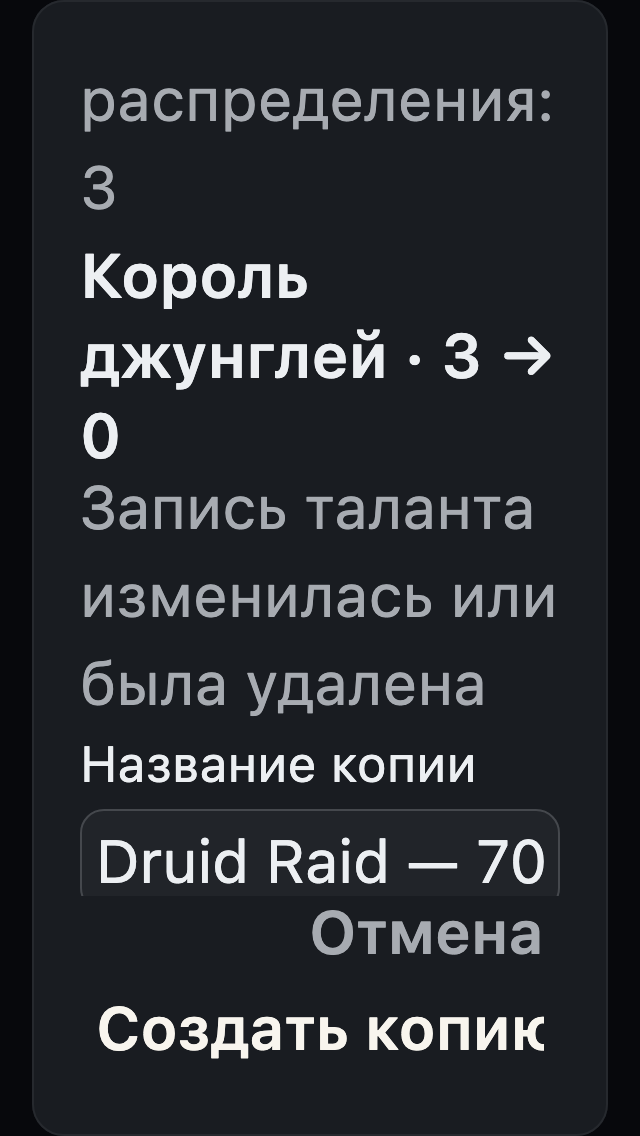 распределения:
3
Король
джунглей · 3 →
0
Запись таланта
изменилась или
была удалена
Название копии
Druid Raid — 70
Отмена
Создать